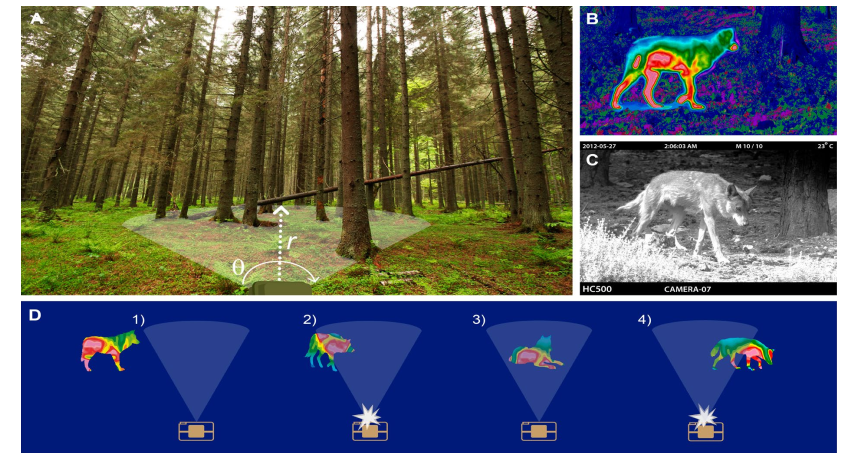 A
θ
r
B
C
2012-05-27 2:06:03 AM M 10 / 10 23° C
HC500 CAMERA-07
D
1) 2) 3) 4)